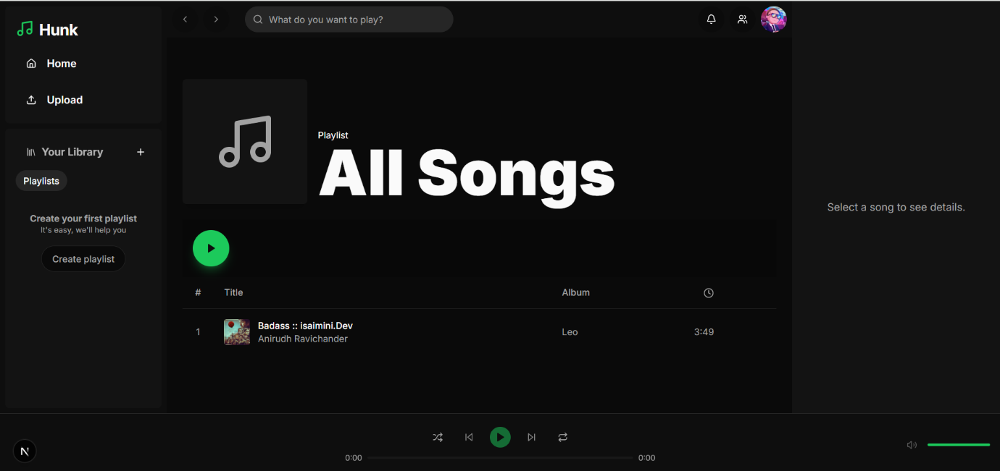 Hunk
Home
Upload
Your Library
Playlists
Create your first playlist
It's easy, we'll help you
Create playlist
What do you want to play?
Playlist
All Songs
# Title Album
1 Badass :: isaimini.Dev Leo 3:49
Anirudh Ravichander
Select a song to see details.
0:00 0:00
N